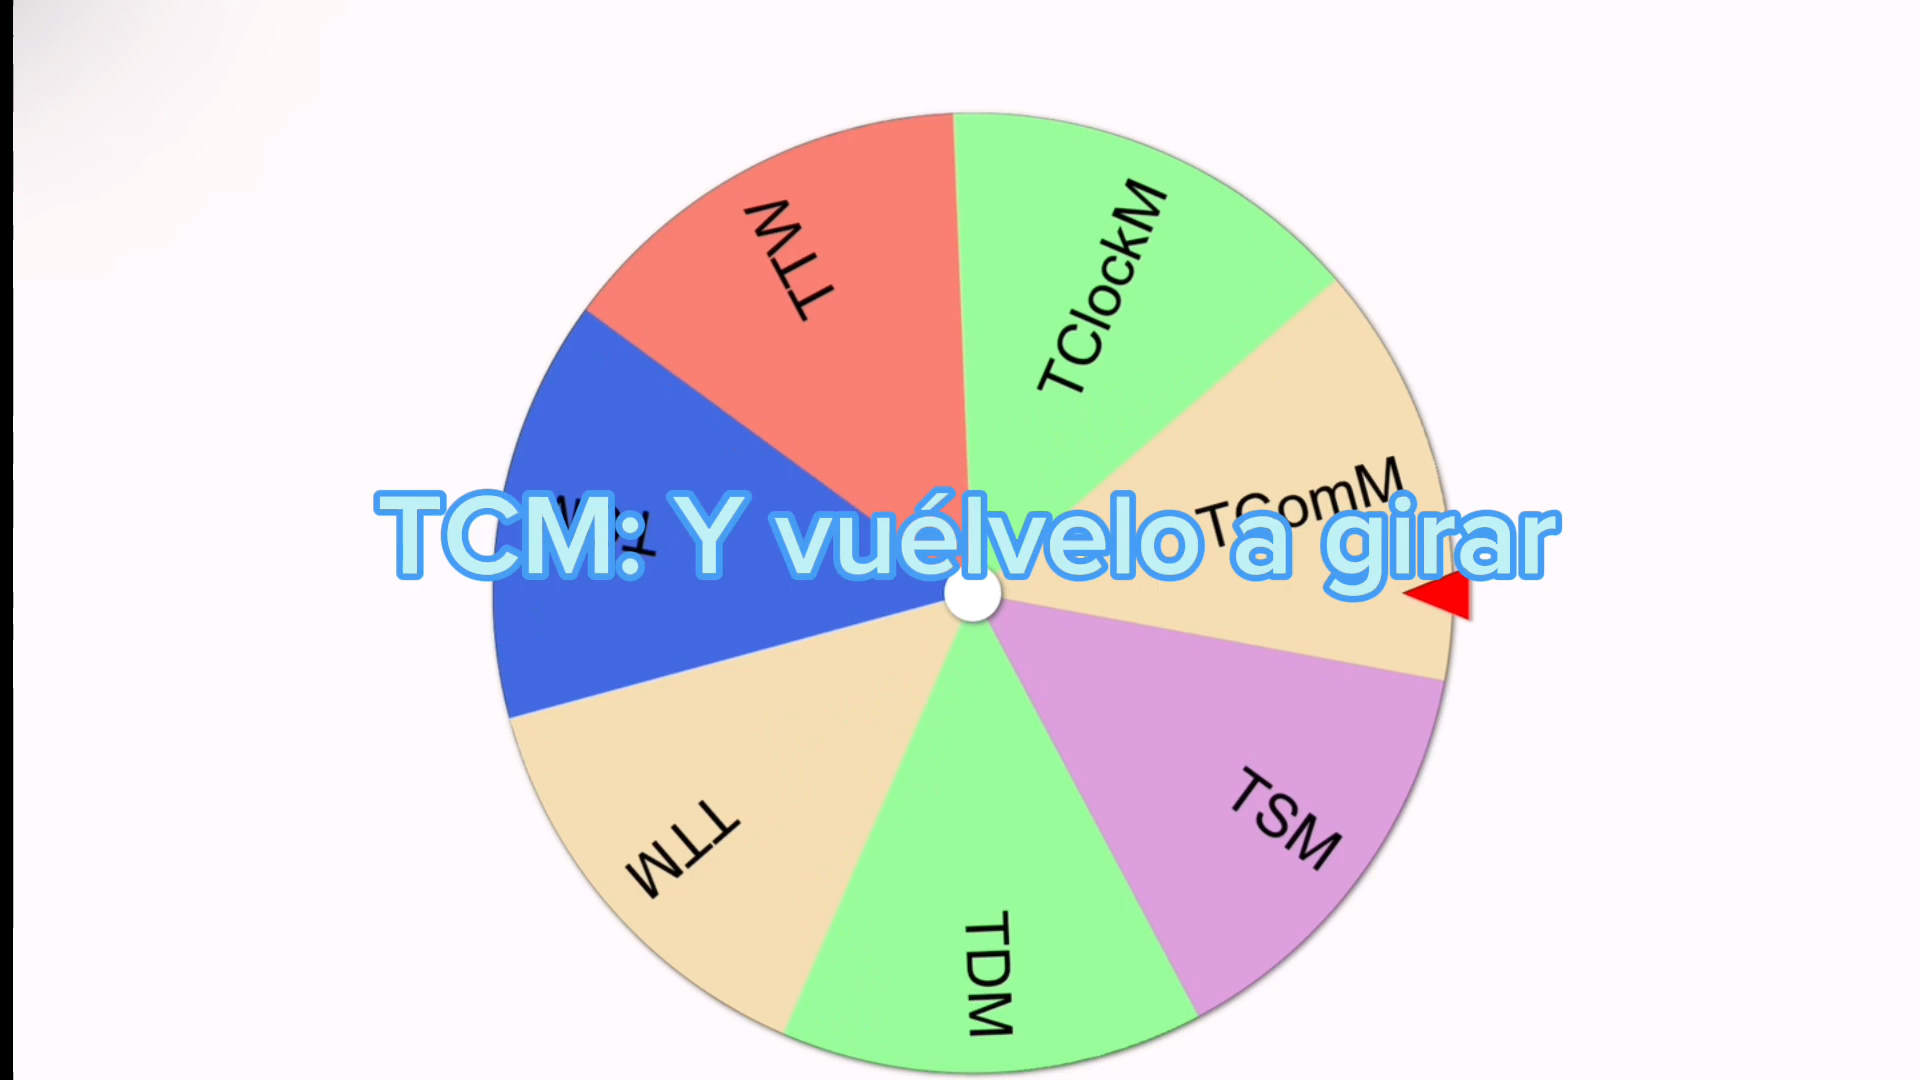 TTW
TClockM
TComM
TCM: Y vuélvelo a girar
TSM
TTM
TDM